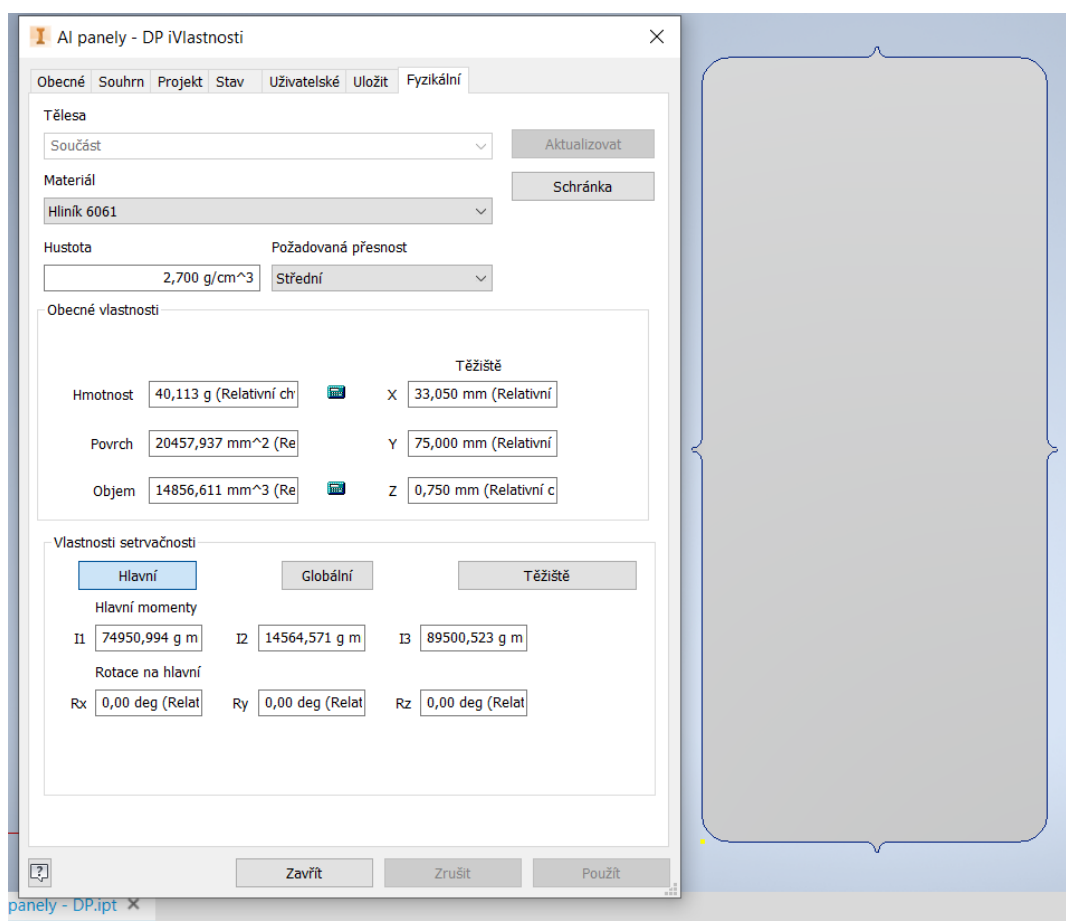 AI panely - DP iVlastnosti
Obecné Souhrn Projekt Stav Uživatelské Uložit Fyzikální
Tělesa
Součást
Aktualizovat
Materiál
Schránka
Hliník 6061
Hustota Požadovaná přesnost
2,700 g/cm^3 Střední
Obecné vlastnosti
Těžiště
Hmotnost 40,113 g (Relativní ch X 33,050 mm (Relativní
Povrch 20457,937 mm^2 (Re Y 75,000 mm (Relativní
Objem 14856,611 mm^3 (Re Z 0,750 mm (Relativní c
Vlastnosti setrvačnosti
Hlavní Globální Těžiště
Hlavní momenty
I1 74950,994 g m I2 14564,571 g m I3 89500,523 g m
Rotace na hlavní
Rx 0,00 deg (Relat Ry 0,00 deg (Relat Rz 0,00 deg (Relat
? Zavřít Zrušit Použít
panely - DP.ipt